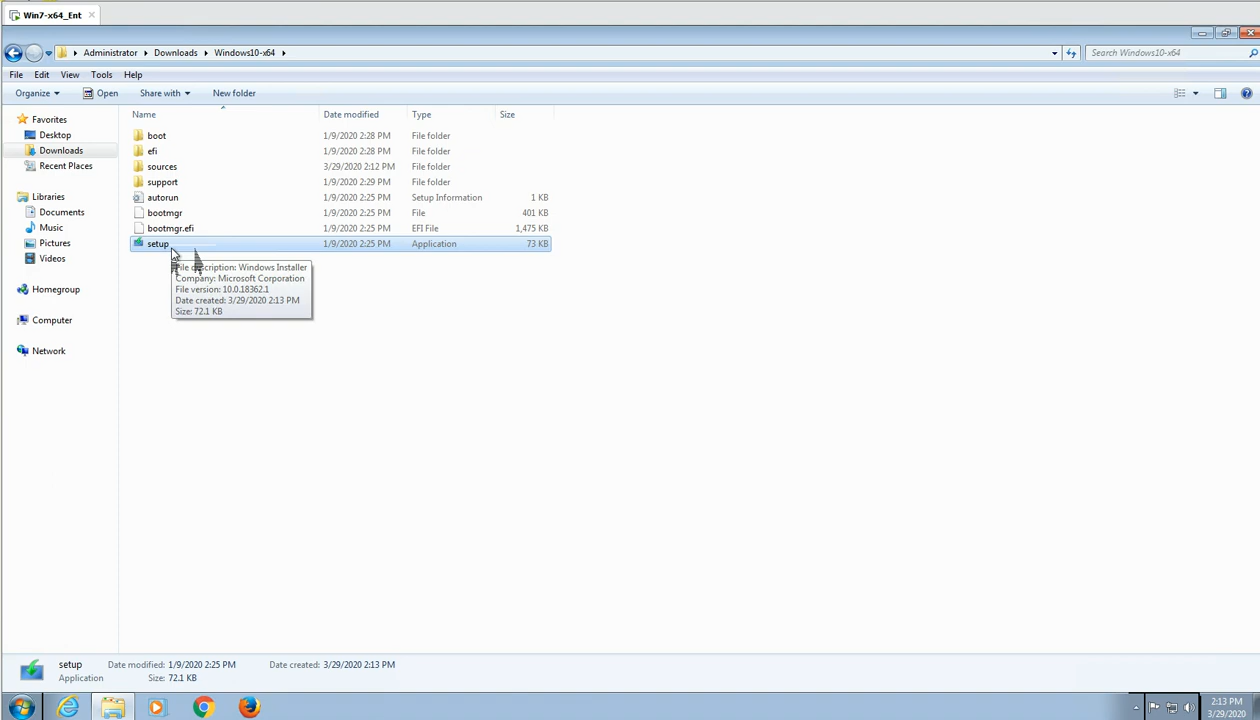 Win7-x64_Ent
Administrator Downloads Windows10-x64
Search Windows10-x64
File Edit View Tools Help
Organize Open Share with New folder
Name Date modified Type Size
Favorites
Desktop
Downloads
Recent Places
Libraries
Documents
Music
Pictures
Videos
Homegroup
Computer
Network
boot 1/9/2020 2:28 PM File folder
efi 1/9/2020 2:28 PM File folder
sources 3/29/2020 2:12 PM File folder
support 1/9/2020 2:29 PM File folder
autorun 1/9/2020 2:25 PM Setup Information 1 KB
bootmgr 1/9/2020 2:25 PM File 401 KB
bootmgr.efi 1/9/2020 2:25 PM EFI File 1,475 KB
setup 1/9/2020 2:25 PM Application 73 KB
File description: Windows Installer
Company: Microsoft Corporation
File version: 10.0.18362.1
Date created: 3/29/2020 2:13 PM
Size: 72.1 KB
setup Date modified: 1/9/2020 2:25 PM Date created: 3/29/2020 2:13 PM
Application Size: 72.1 KB
2:13 PM
3/29/2020